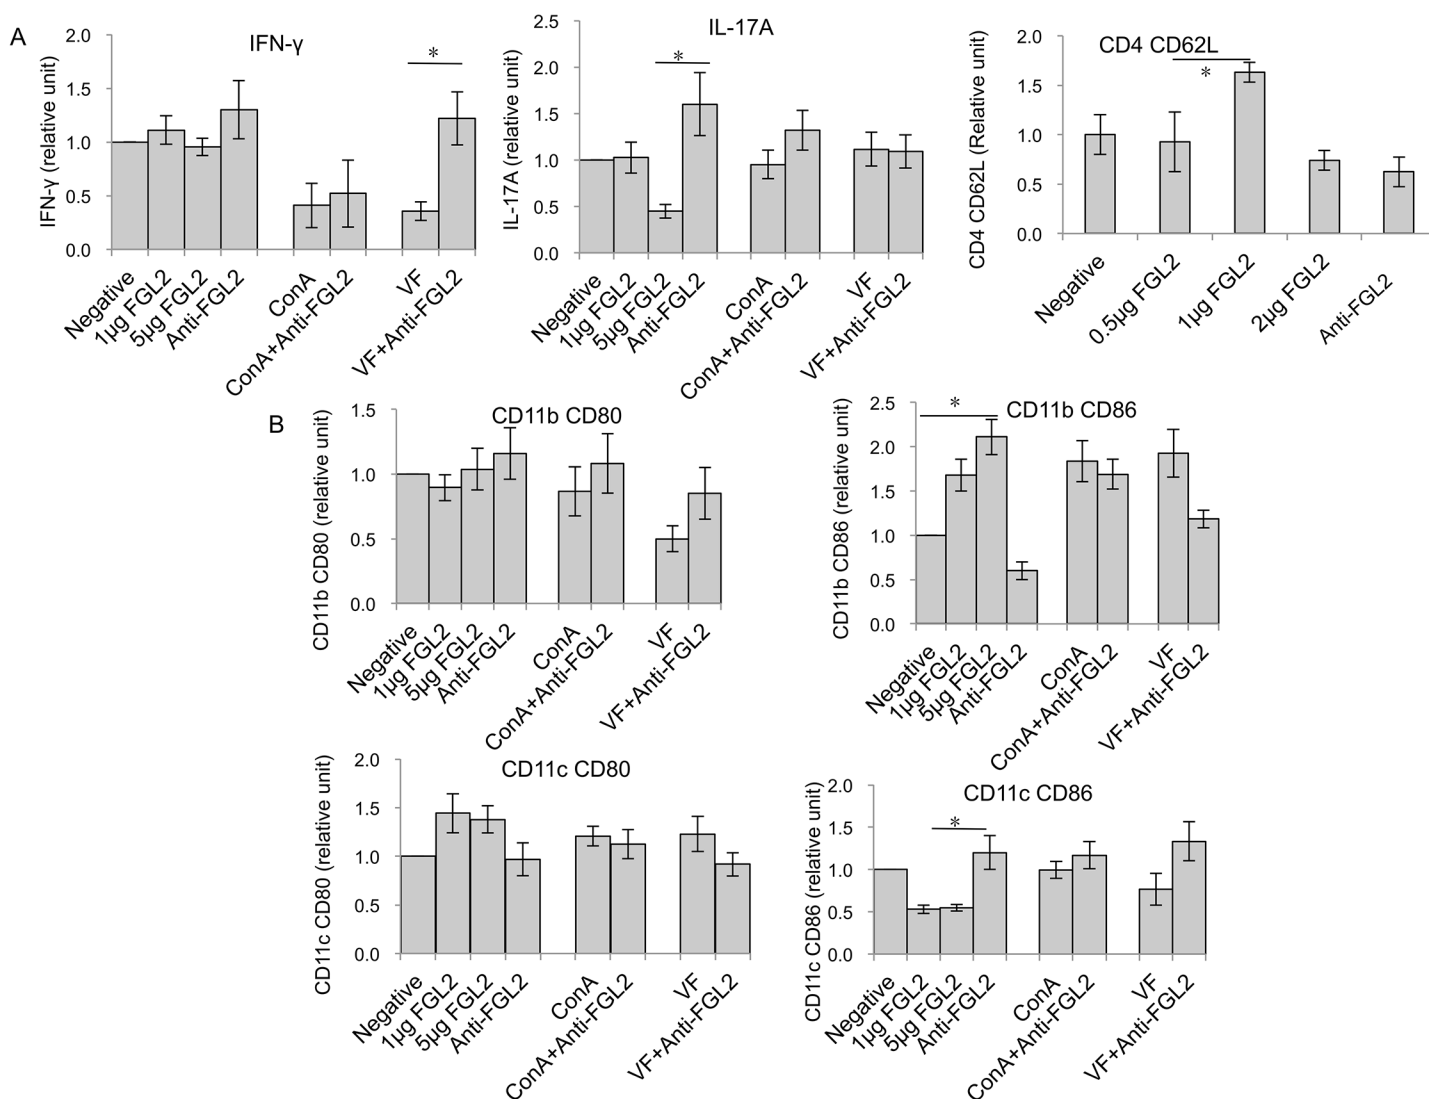 A
IFN-γ
IFN-γ (relative unit)
2.0
1.5
1.0
0.5
0.0
*
Negative
1μg FGL2
5μg FGL2
Anti-FGL2
ConA
ConA+Anti-FGL2
VF
VF+Anti-FGL2
IL-17A
IL-17A (relative unit)
2.5
2.0
1.5
1.0
0.5
0.0
*
Negative
1μg FGL2
5μg FGL2
Anti-FGL2
ConA
ConA+Anti-FGL2
VF
VF+Anti-FGL2
CD4 CD62L
CD4 CD62L (Relative unit)
2.0
1.5
1.0
0.5
0.0
*
Negative
0.5μg FGL2
1μg FGL2
2μg FGL2
Anti-FGL2
B
CD11b CD80
CD11b CD80 (relative unit)
1.5
1.0
0.5
0.0
Negative
1μg FGL2
5μg FGL2
Anti-FGL2
ConA
ConA+Anti-FGL2
VF
VF+Anti-FGL2
CD11b CD86
CD11b CD86 (relative unit)
2.5
2.0
1.5
1.0
0.5
0.0
*
Negative
1μg FGL2
5μg FGL2
Anti-FGL2
ConA
ConA+Anti-FGL2
VF
VF+Anti-FGL2
CD11c CD80
CD11c CD80 (relative unit)
2.0
1.5
1.0
0.5
0.0
Negative
1μg FGL2
5μg FGL2
Anti-FGL2
ConA
ConA+Anti-FGL2
VF
VF+Anti-FGL2
CD11c CD86
CD11c CD86 (relative unit)
2.0
1.5
1.0
0.5
0.0
*
Negative
1μg FGL2
5μg FGL2
Anti-FGL2
ConA
ConA+Anti-FGL2
VF
VF+Anti-FGL2